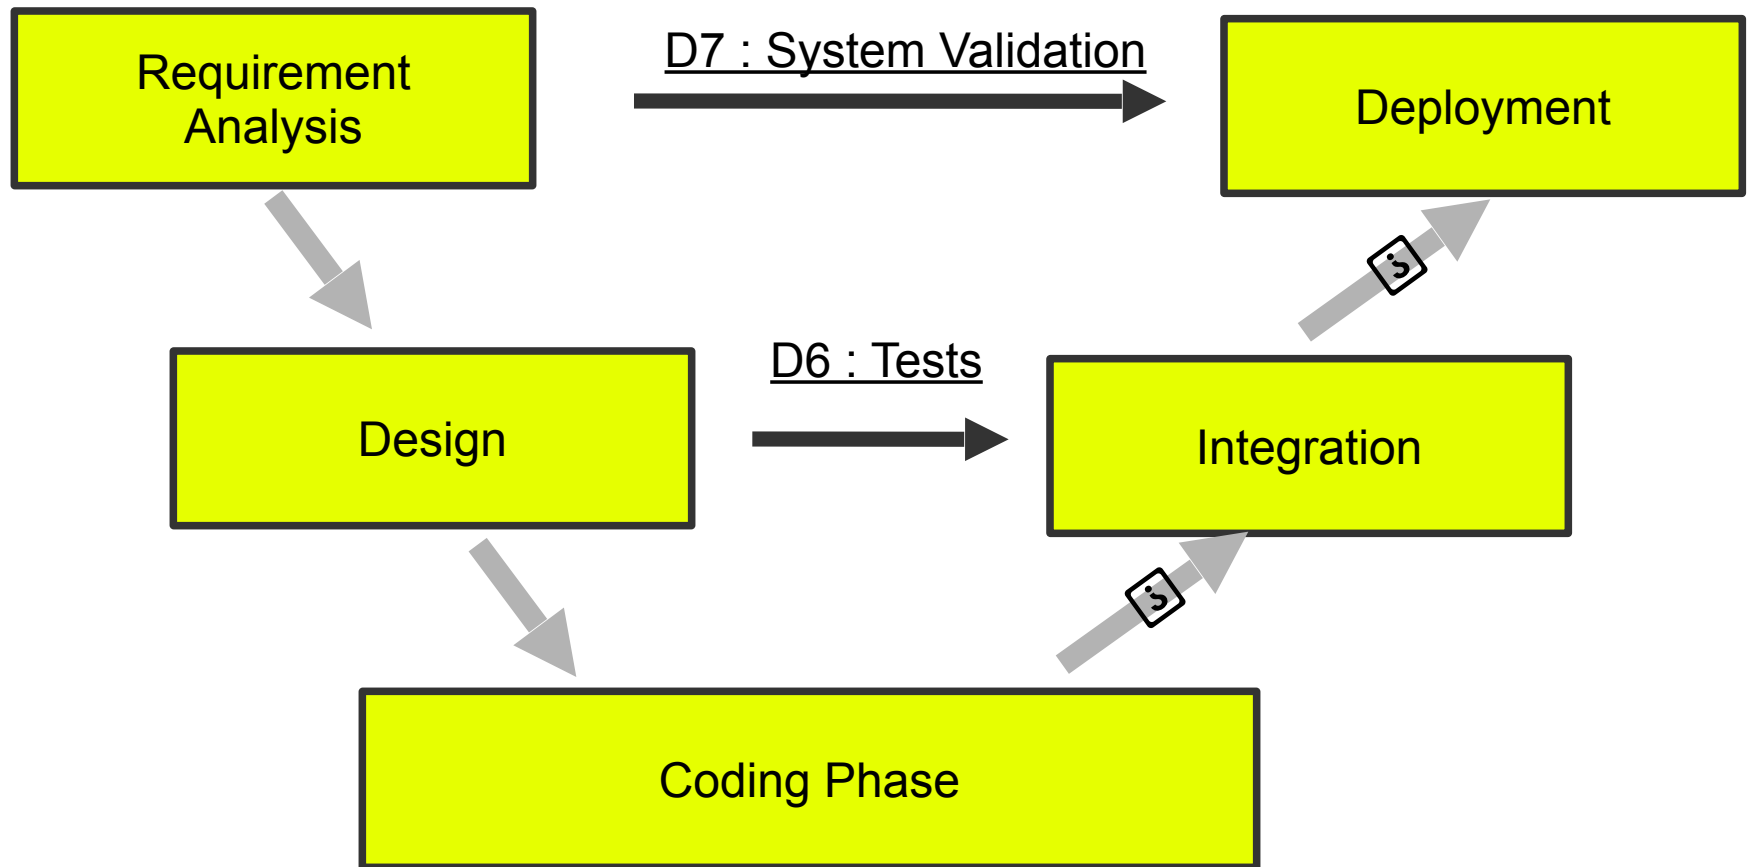 Requirement
Analysis
D7 : System Validation
Deployment
D6 : Tests
Design
Integration
Coding Phase